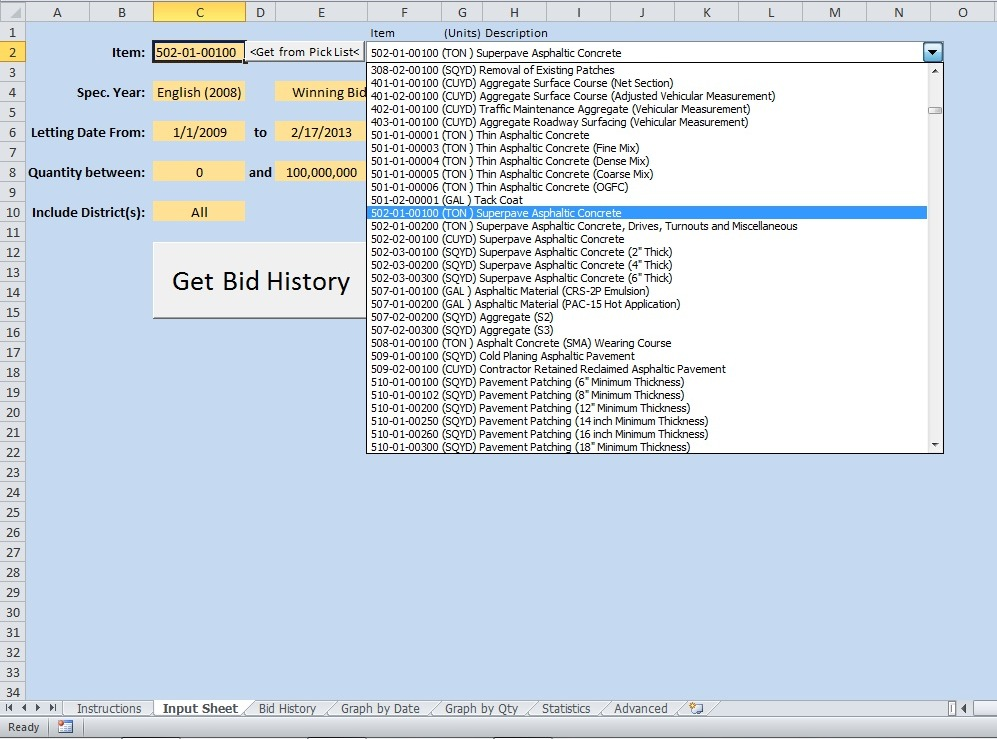 A B C D E F G H I J K L M N O
1 Item (Units) Description
2 Item: 502-01-00100 <Get from Pick List< 502-01-00100 (TON ) Superpave Asphaltic Concrete
3 308-02-00100 (SQYD) Removal of Existing Patches
401-01-00100 (CUYD) Aggregate Surface Course (Net Section)
4 Spec. Year: English (2008) Winning Bid 401-02-00100 (CUYD) Aggregate Surface Course (Adjusted Vehicular Measurement)
5 402-01-00100 (CUYD) Traffic Maintenance Aggregate (Vehicular Measurement)
403-01-00100 (CUYD) Aggregate Roadway Surfacing (Vehicular Measurement)
6 Letting Date From: 1/1/2009 to 2/17/2013 501-01-00001 (TON ) Thin Asphaltic Concrete
7 501-01-00003 (TON ) Thin Asphaltic Concrete (Fine Mix)
501-01-00004 (TON ) Thin Asphaltic Concrete (Dense Mix)
8 Quantity between: 0 and 100,000,000 501-01-00005 (TON ) Thin Asphaltic Concrete (Coarse Mix)
9 501-01-00006 (TON ) Thin Asphaltic Concrete (OGFC)
501-02-00001 (GAL ) Tack Coat
10 Include District(s): All 502-01-00100 (TON ) Superpave Asphaltic Concrete
11 502-01-00200 (TON ) Superpave Asphaltic Concrete, Drives, Turnouts and Miscellaneous
502-02-00100 (CUYD) Superpave Asphaltic Concrete
12 502-03-00100 (SQYD) Superpave Asphaltic Concrete (2" Thick)
13 502-03-00200 (SQYD) Superpave Asphaltic Concrete (4" Thick)
502-03-00300 (SQYD) Superpave Asphaltic Concrete (6" Thick)
Get Bid History
14 507-01-00100 (GAL ) Asphaltic Material (CRS-2P Emulsion)
15 507-01-00200 (GAL ) Asphaltic Material (PAC-15 Hot Application)
507-02-00200 (SQYD) Aggregate (S2)
16 507-02-00300 (SQYD) Aggregate (S3)
17 508-01-00100 (TON ) Asphalt Concrete (SMA) Wearing Course
509-01-00100 (SQYD) Cold Planing Asphaltic Pavement
18 509-02-00100 (CUYD) Contractor Retained Reclaimed Asphaltic Pavement
19 510-01-00100 (SQYD) Pavement Patching (6" Minimum Thickness)
510-01-00102 (SQYD) Pavement Patching (8" Minimum Thickness)
20 510-01-00200 (SQYD) Pavement Patching (12" Minimum Thickness)
21 510-01-00250 (SQYD) Pavement Patching (14 inch Minimum Thickness)
510-01-00260 (SQYD) Pavement Patching (16 inch Minimum Thickness)
22 510-01-00300 (SQYD) Pavement Patching (18" Minimum Thickness)
23
24
25
26
27
28
29
30
31
32
33
34
Instructions Input Sheet Bid History Graph by Date Graph by Qty Statistics Advanced
Ready